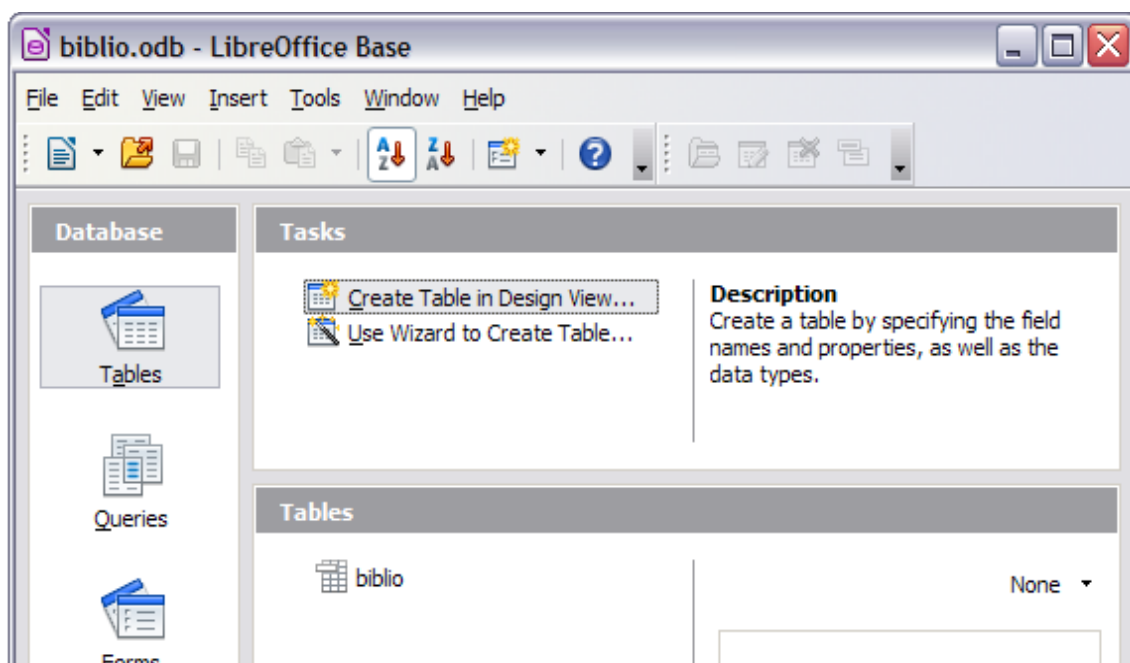 biblio.odb - LibreOffice Base
File Edit View Insert Tools Window Help
Database
Tables
Queries
Forms
Tasks
Create Table in Design View...
Use Wizard to Create Table...
Description
Create a table by specifying the field
names and properties, as well as the
data types.
Tables
biblio
None